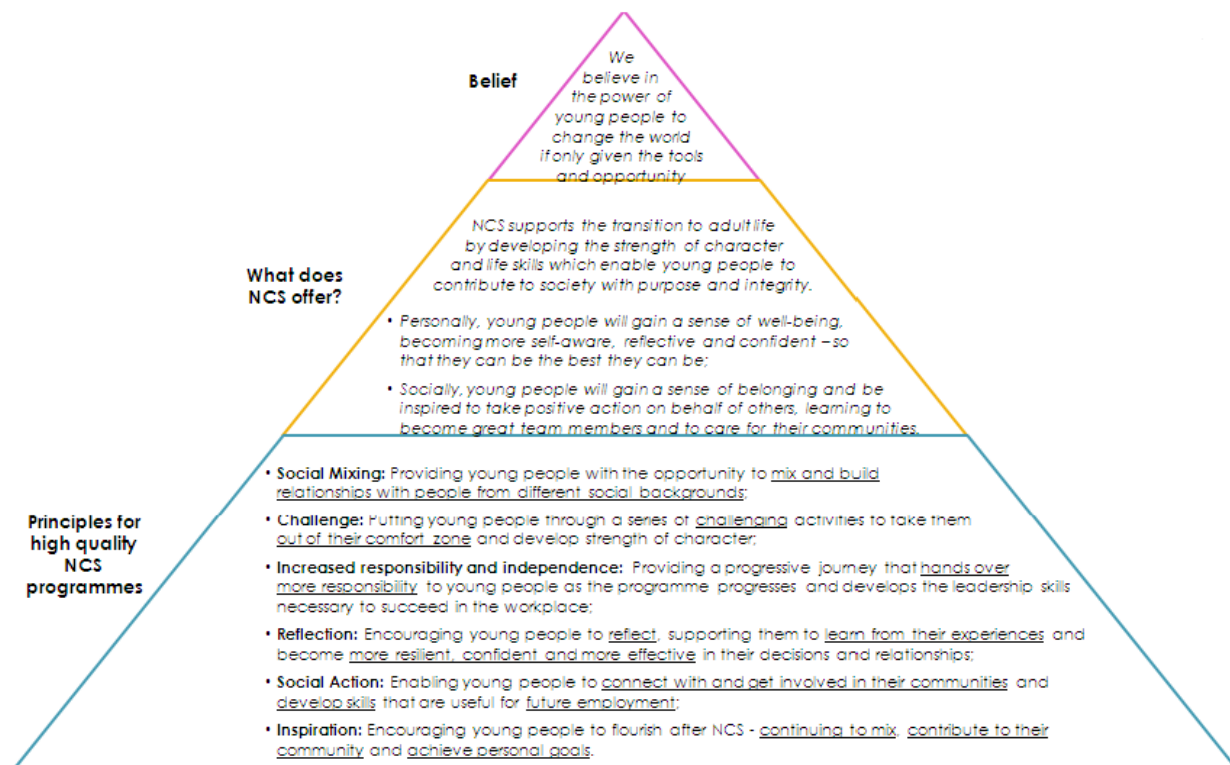 Belief
We
believe in
the power of
young people to
change the world
if only given the tools
and opportunity
What does
NCS offer?
NCS supports the transition to adult life
by developing the strength of character
and life skills which enable young people to
contribute to society with purpose and integrity.
• Personally, young people will gain a sense of well-being,
becoming more self-aware, reflective and confident – so
that they can be the best they can be;
• Socially, young people will gain a sense of belonging and be
inspired to take positive action on behalf of others, learning to
become great team members and to care for their communities.
Principles for
high quality
NCS
programmes
• Social Mixing: Providing young people with the opportunity to mix and build
relationships with people from different social backgrounds;
• Challenge: Putting young people through a series of challenging activities to take them
out of their comfort zone and develop strength of character;
• Increased responsibility and independence: Providing a progressive journey that hands over
more responsibility to young people as the programme progresses and develops the leadership skills
necessary to succeed in the workplace;
• Reflection: Encouraging young people to reflect, supporting them to learn from their experiences and
become more resilient, confident and more effective in their decisions and relationships;
• Social Action: Enabling young people to connect with and get involved in their communities and
develop skills that are useful for future employment;
• Inspiration: Encouraging young people to flourish after NCS - continuing to mix, contribute to their
community and achieve personal goals.